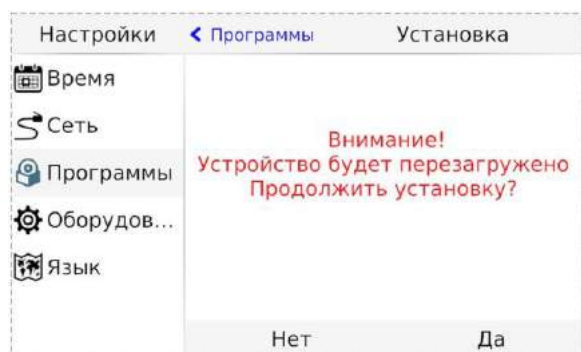 Настройки
Программы
Установка
Время
Сеть
Программы
Оборудов...
Язык
Внимание!
Устройство будет перезагружено
Продолжить установку?
Нет
Да